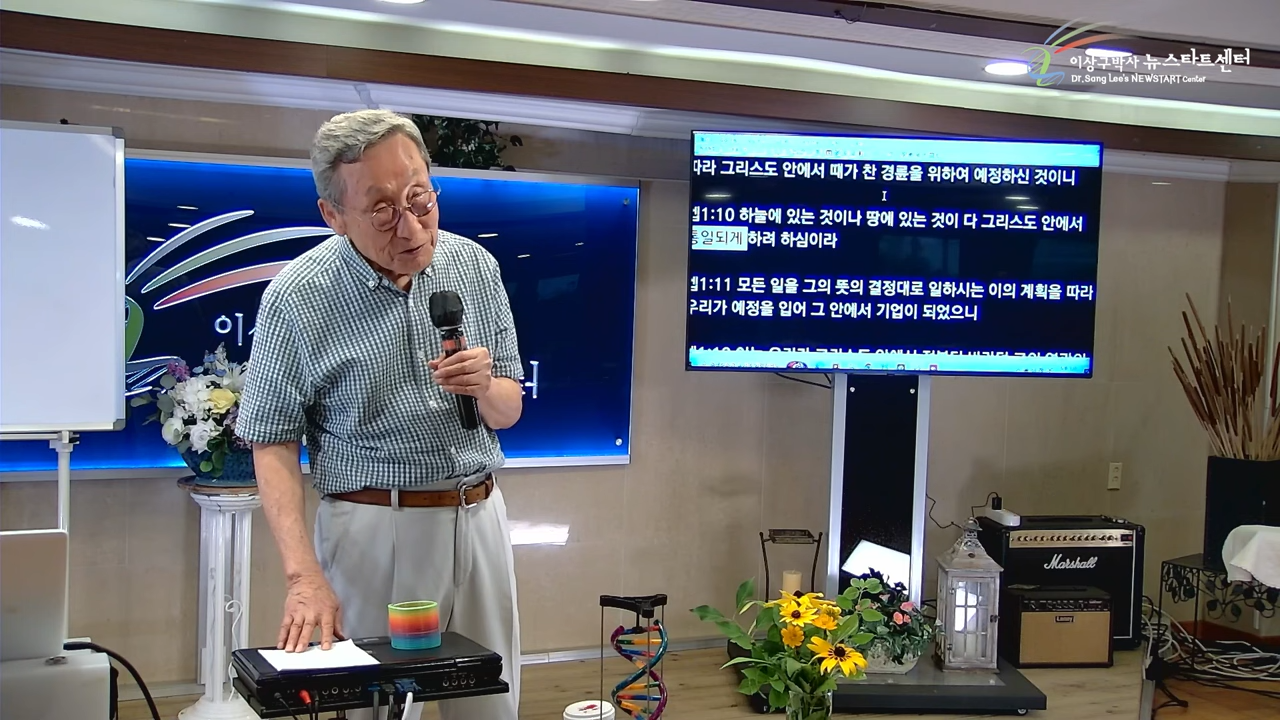 이상구박사 뉴스타트센터
Dr. Sang Lee's NEWSTART Center
따라 그리스도 안에서 때가 찬 경륜을 위하여 예정하신 것이니
엡1:10 하늘에 있는 것이나 땅에 있는 것이 다 그리스도 안에서
통일되게 하려 하심이라
엡1:11 모든 일을 그의 뜻의 결정대로 일하시는 이의 계획을 따라
우리가 예정을 입어 그 안에서 기업이 되었으니
이상
터
Marshall
Laney